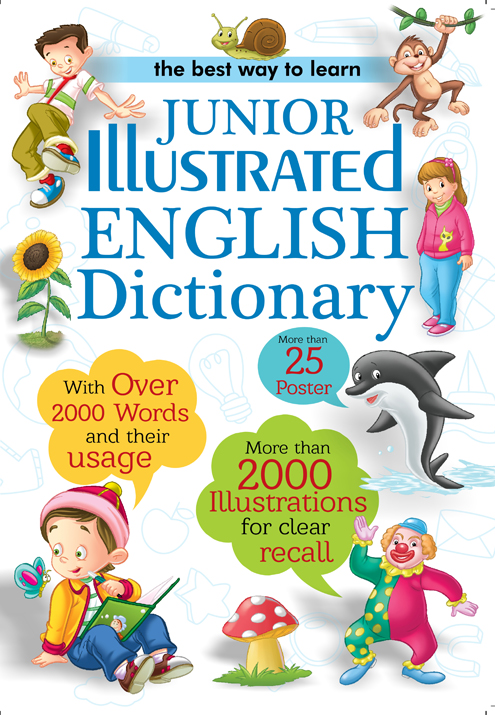 the best way to learn
JUNIOR
IllUSTRATEd
ENGLISH
Dictionary
More than
25
Poster
With Over
2000 Words
and their
usage
More than
2000
Illustrations
for clear
recall